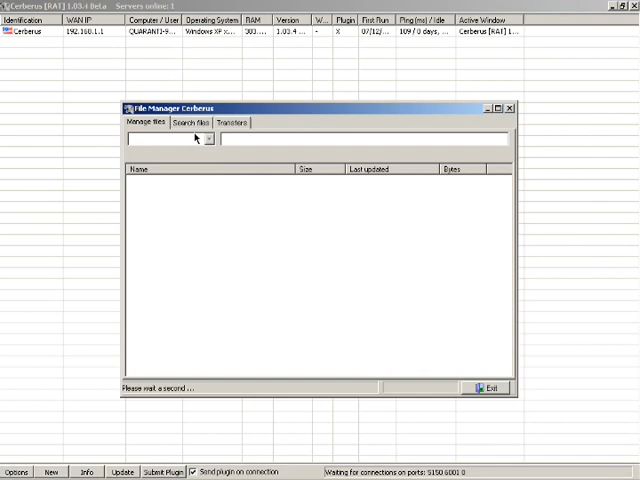 Cerberus [RAT] 1.03.4 Beta Servers online: 1
Identification WAN IP Computer / User Operating System RAM Version W... Plugin First Run Ping (ms) / Idle Active Window
Cerberus 192.168.1.1 QUARANTI-9... Windows XP x... 383.... 1.03.4 ... - X 07/12/... 109 / 0 days, ... Cerberus [RAT] 1...
File Manager Cerberus
Manage files Search files Transfers
Name Size Last updated Bytes
Please wait a second ... Exit
Options New Info Update Submit Plugin Send plugin on connection Waiting for connections on ports: 5150 6001 0